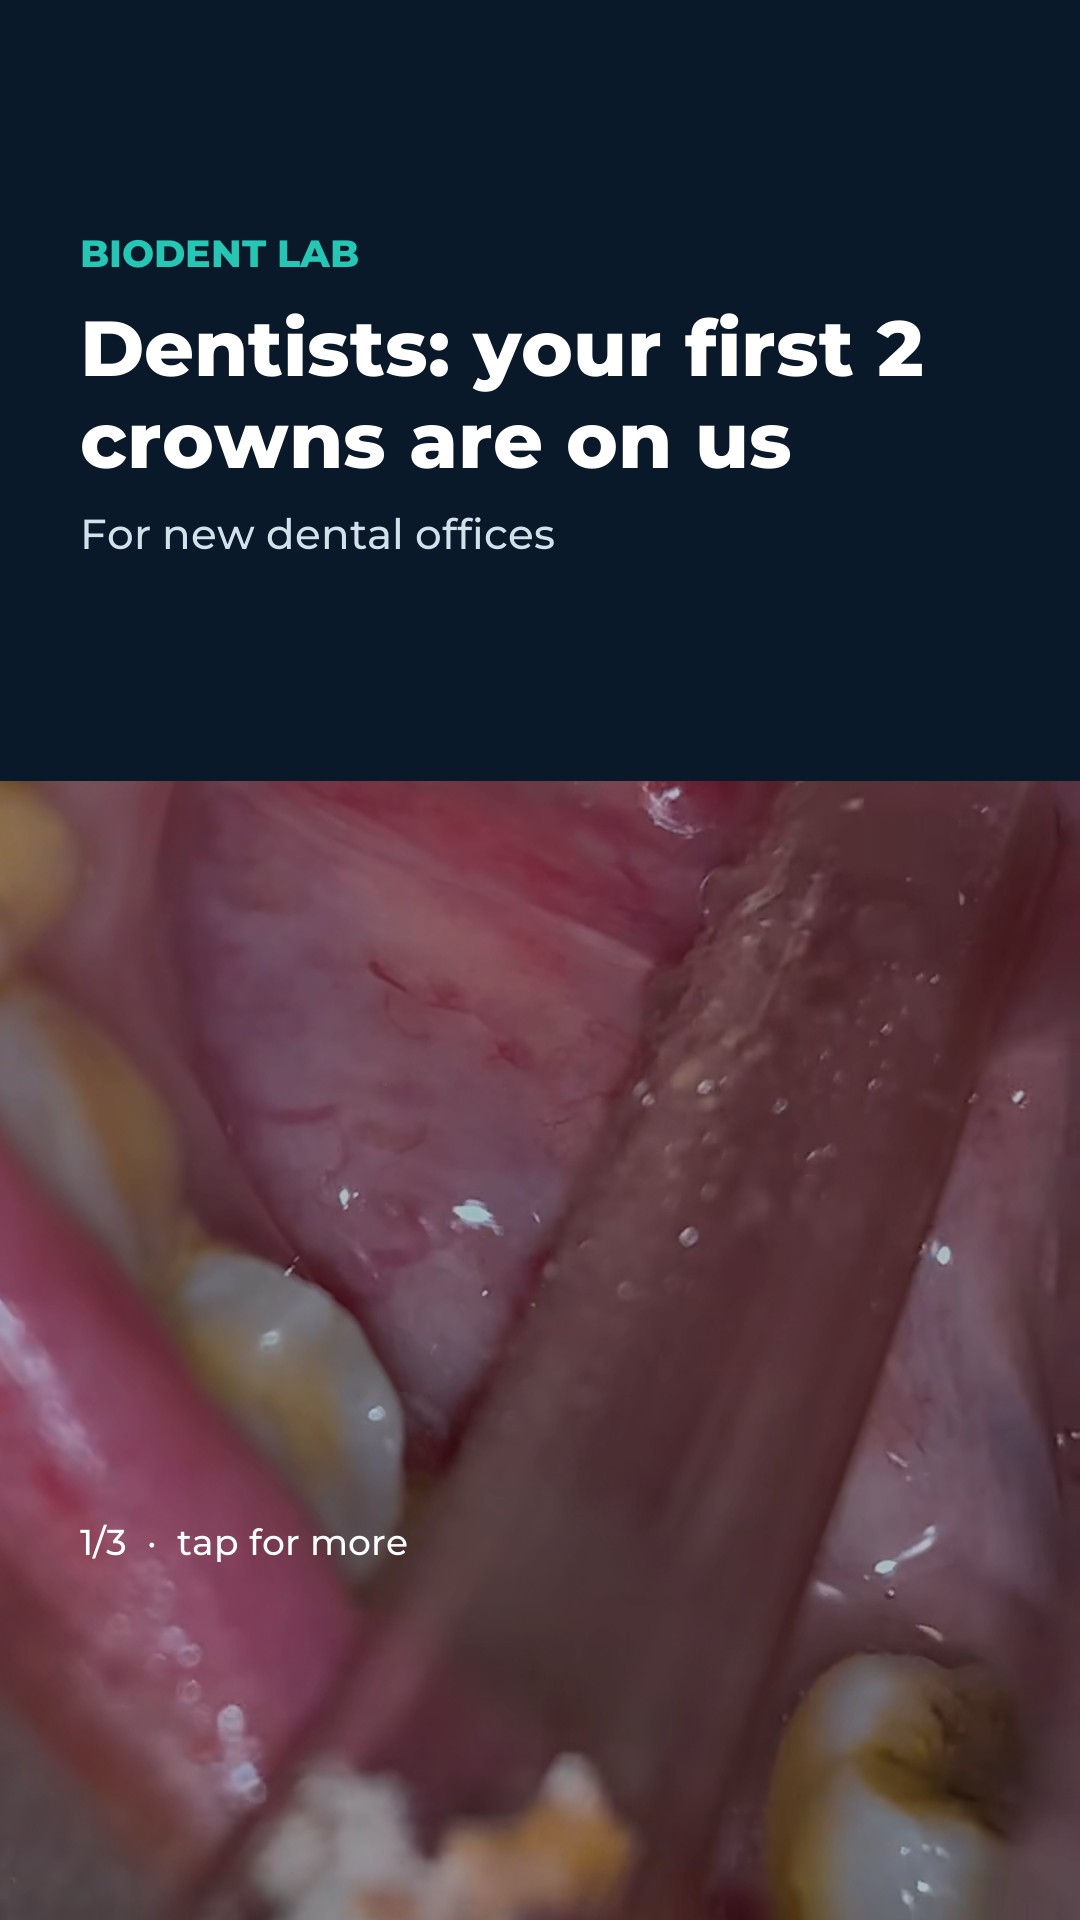 BIODENT LAB
Dentists: your first 2
crowns are on us
For new dental offices
1/3 · tap for more